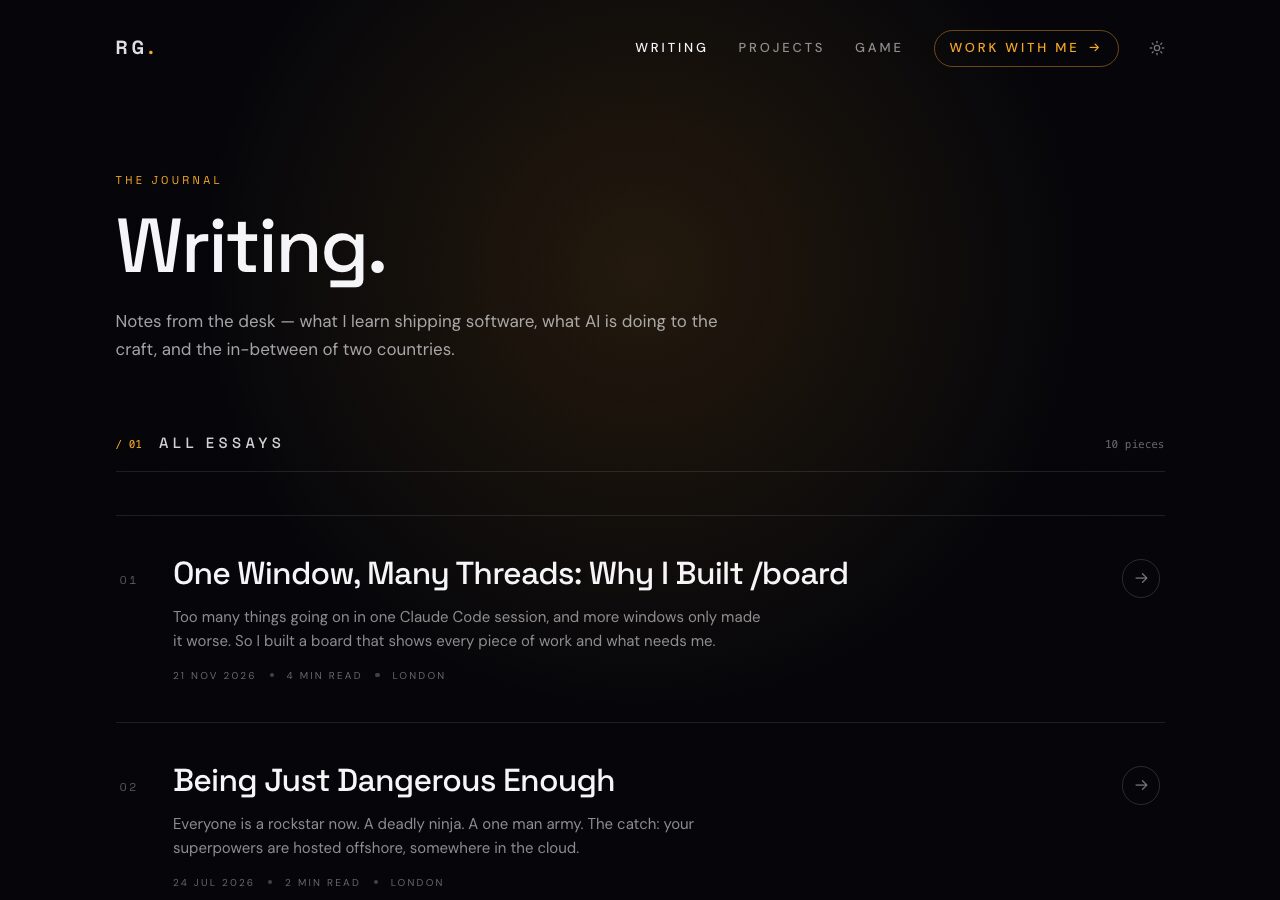 RG.
WRITING PROJECTS GAME WORK WITH ME →
THE JOURNAL
Writing.
Notes from the desk — what I learn shipping software, what AI is doing to the
craft, and the in-between of two countries.
/ 01 ALL ESSAYS
10 pieces
01
One Window, Many Threads: Why I Built /board
Too many things going on in one Claude Code session, and more windows only made
it worse. So I built a board that shows every piece of work and what needs me.
21 NOV 2026 • 4 MIN READ • LONDON
02
Being Just Dangerous Enough
Everyone is a rockstar now. A deadly ninja. A one man army. The catch: your
superpowers are hosted offshore, somewhere in the cloud.
24 JUL 2026 • 2 MIN READ • LONDON